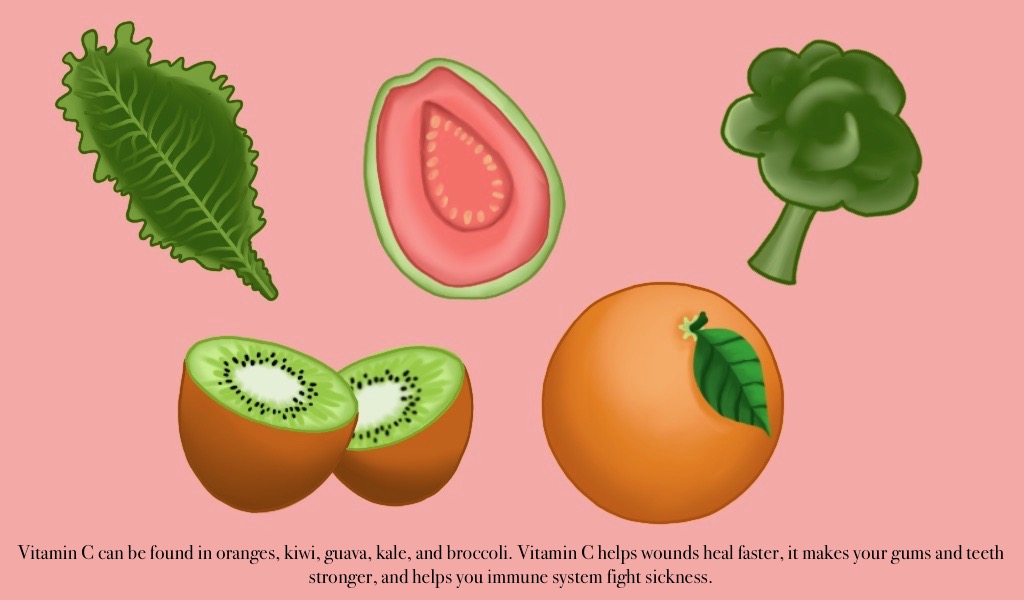 Vitamin C can be found in oranges, kiwi, guava, kale, and broccoli. Vitamin C helps wounds heal faster, it makes your gums and teeth
stronger, and helps you immune system fight sickness.